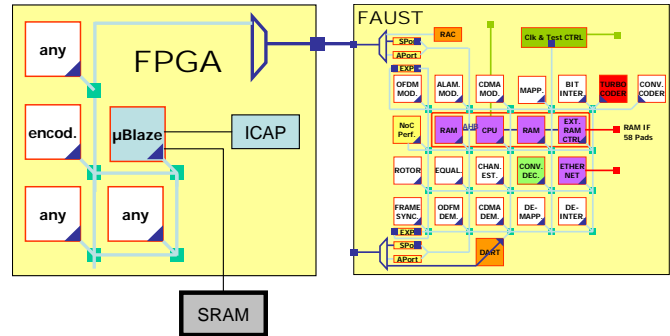 FPGA
any
encod.
µBlaze
ICAP
any
any
SRAM
FAUST
RAC
Clk & Test CTRL
SPort
APort
EXP
OFDM
MOD.
ALAM.
MOD.
CDMA
MOD.
MAPP.
BIT
INTER.
TURBO
CODER
CONV.
CODER
NoC
Perf.
RAM
AHB
CPU
RAM
EXT.
RAM
CTRL
RAM IF
58 Pads
ROTOR
EQUAL.
CHAN.
EST.
CONV.
DEC.
ETHER
NET
FRAME
SYNC.
ODFM
DEM.
CDMA
DEM.
DE-
MAPP.
DE-
INTER.
EXP
SPort
APort
DART